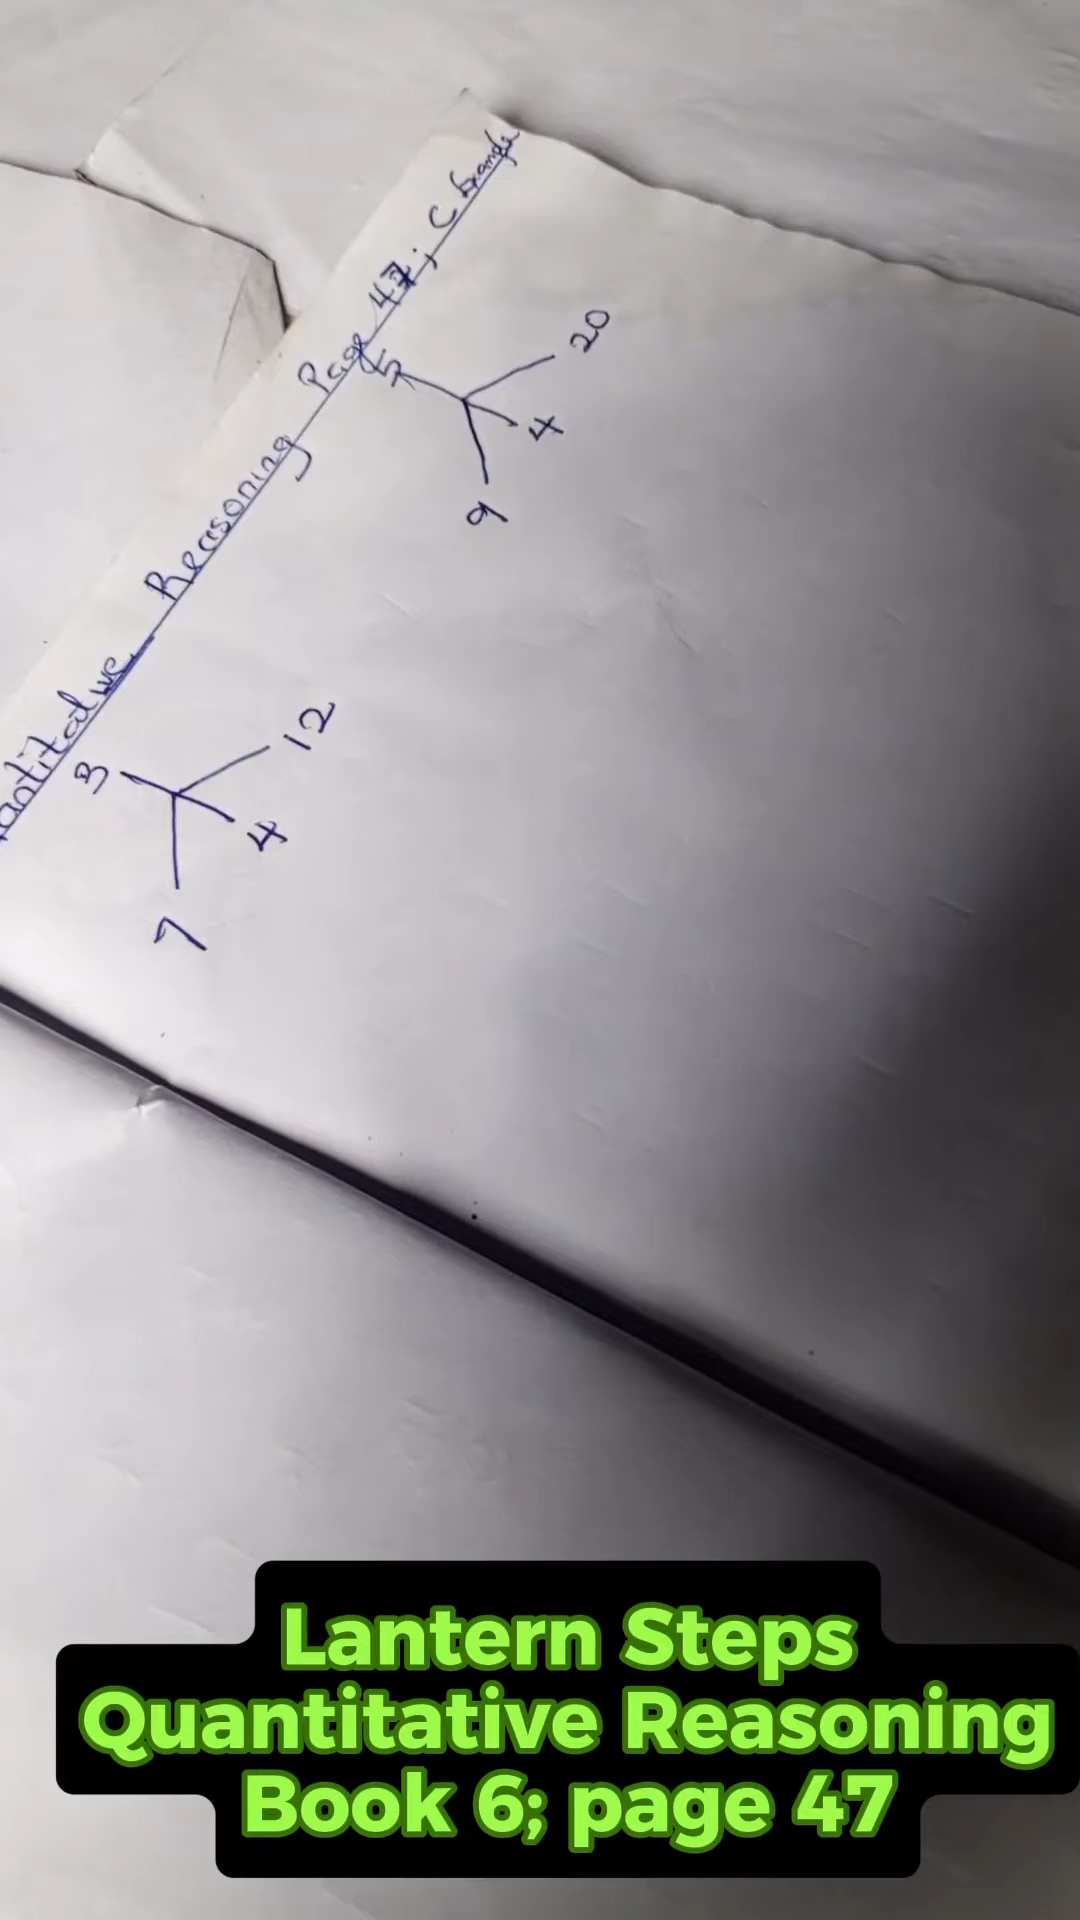 Reasoning Page 47; C Example
3 12
4
7
5 20
4
9
Lantern Steps
Quantitative Reasoning
Book 6; page 47